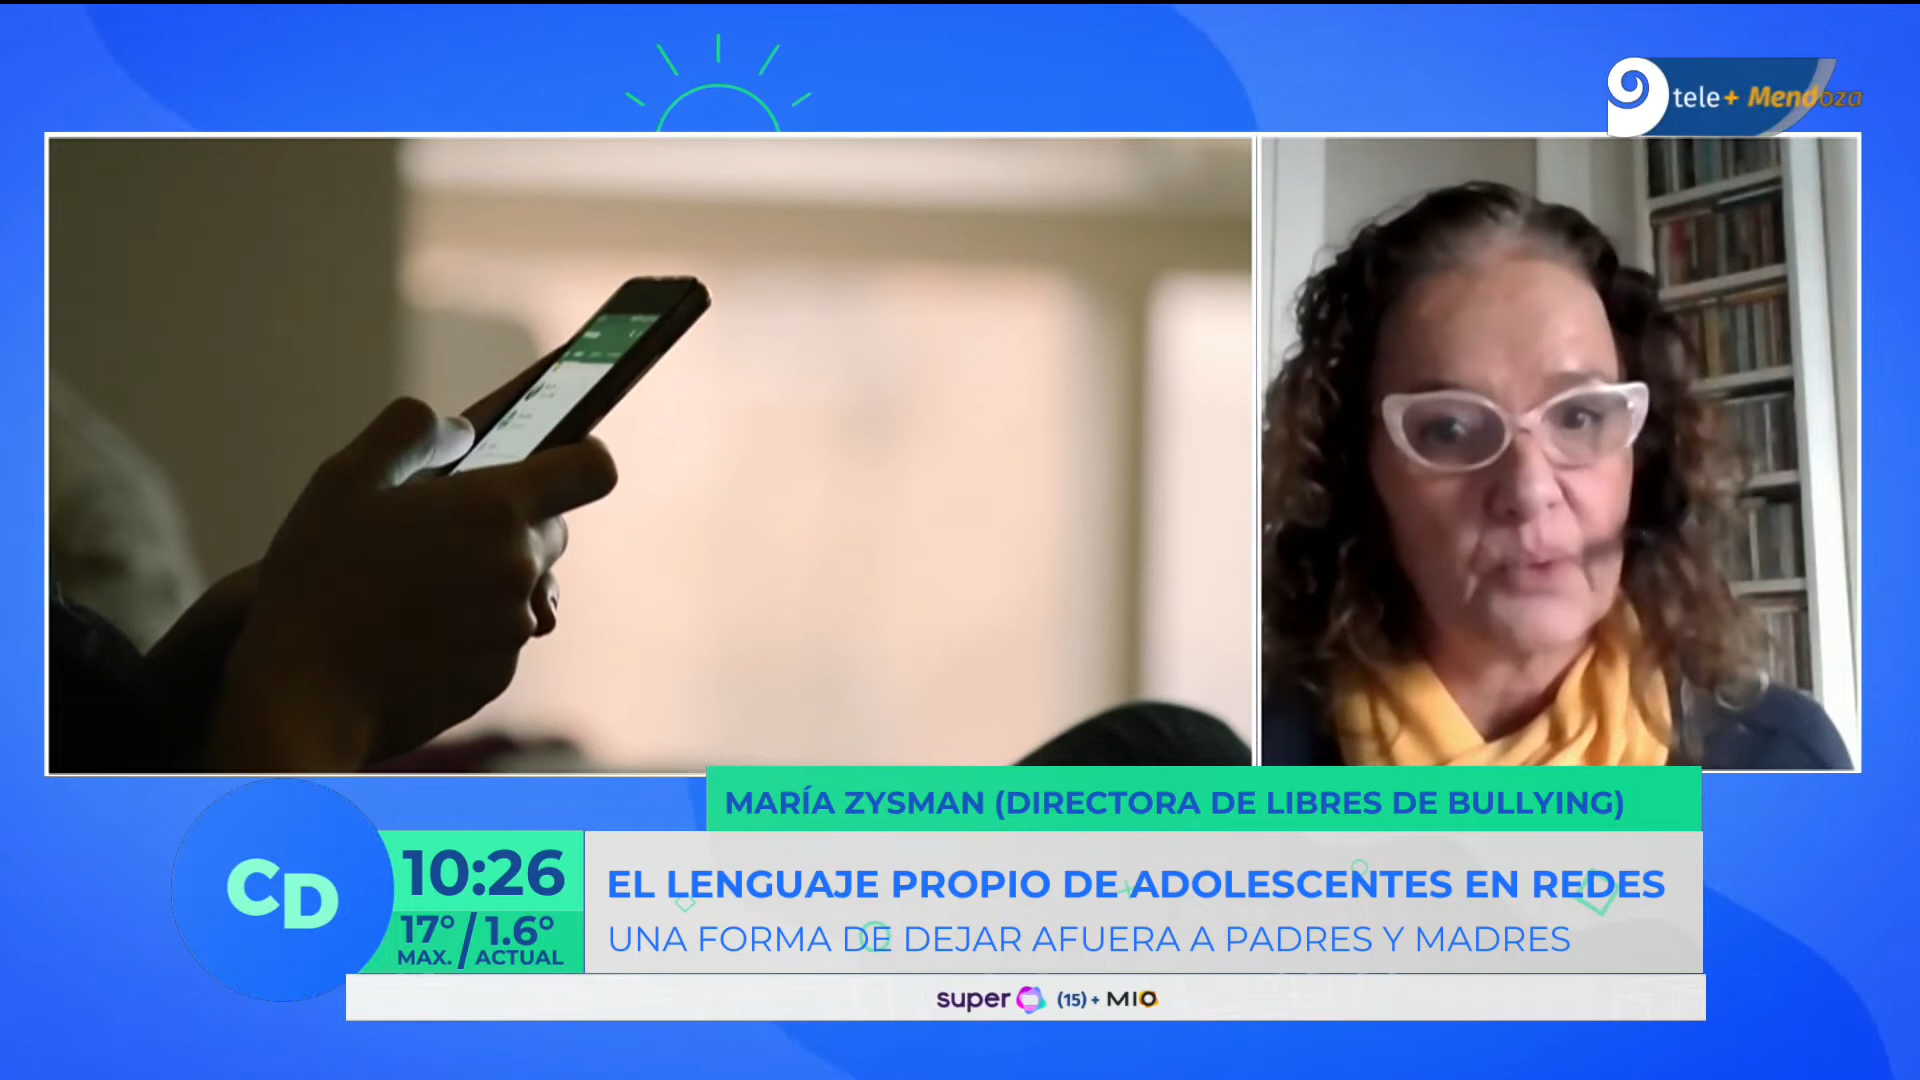 9 tele+ Mendoza
MARÍA ZYSMAN (DIRECTORA DE LIBRES DE BULLYING)
CD
10:26
17° / 1.6°
MAX. ACTUAL
EL LENGUAJE PROPIO DE ADOLESCENTES EN REDES
UNA FORMA DE DEJAR AFUERA A PADRES Y MADRES
super (15) + MIO